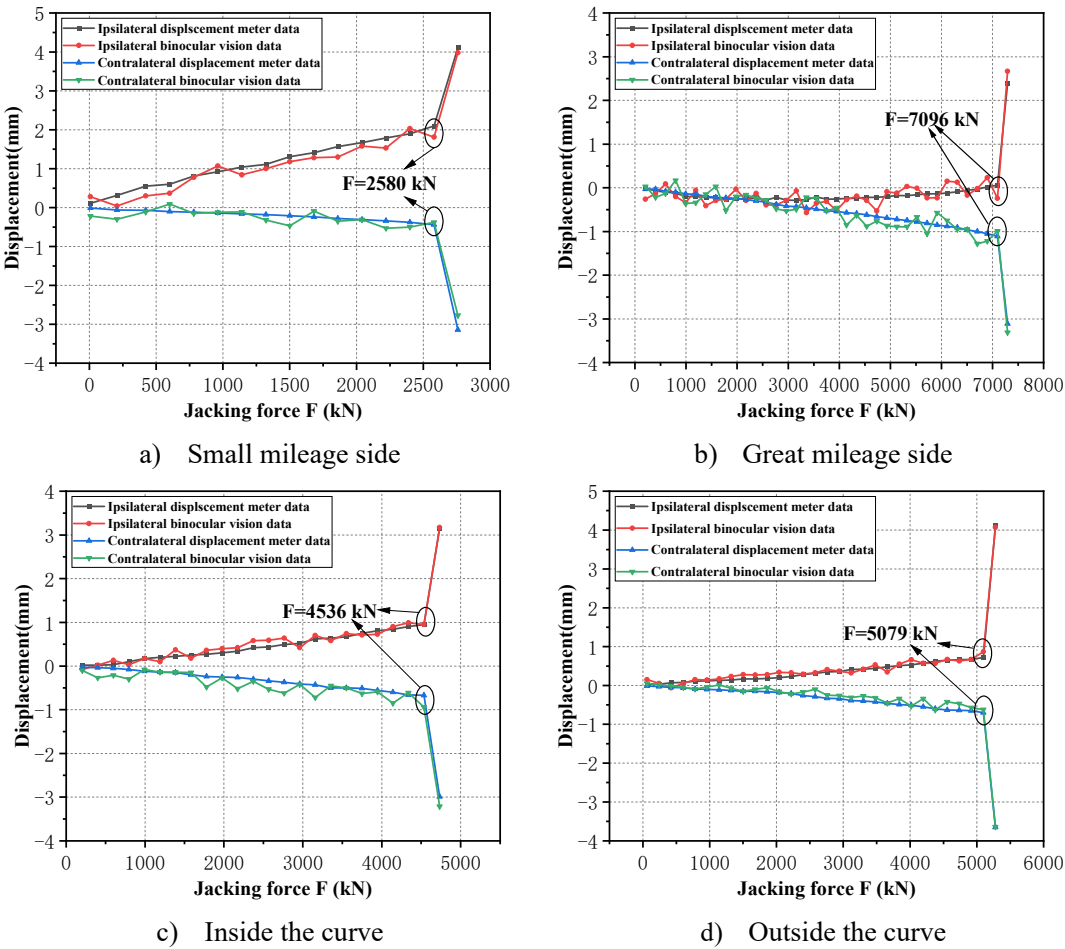 Ipsilateral displscement meter data
Ipsilateral binocular vision data
Contralateral displacement meter data
Contralateral binocular vision data
F=2580 kN
Displacement(mm)
5
4
3
2
1
0
−1
−2
−3
−4
0 500 1000 1500 2000 2500 3000
Jacking force F (kN)
a) Small mileage side
Ipsilateral displscement meter data
Ipsilateral binocular vision data
Contralateral displacement meter data
Contralateral binocular vision data
F=7096 kN
Displacement(mm)
4
3
2
1
0
−1
−2
−3
−4
0 1000 2000 3000 4000 5000 6000 7000 8000
Jacking force F (kN)
b) Great mileage side
Ipsilateral displscement meter data
Ipsilateral binocular vision data
Contralateral displacement meter data
Contralateral binocular vision data
F=4536 kN
Displacement(mm)
4
3
2
1
0
−1
−2
−3
−4
0 1000 2000 3000 4000 5000
Jacking force F (kN)
c) Inside the curve
Ipsilateral displscement meter data
Ipsilateral binocular vision data
Contralateral displacement meter data
Contralateral binocular vision data
F=5079 kN
Displacement(mm)
5
4
3
2
1
0
−1
−2
−3
−4
0 1000 2000 3000 4000 5000 6000
Jacking force F (kN)
d) Outside the curve